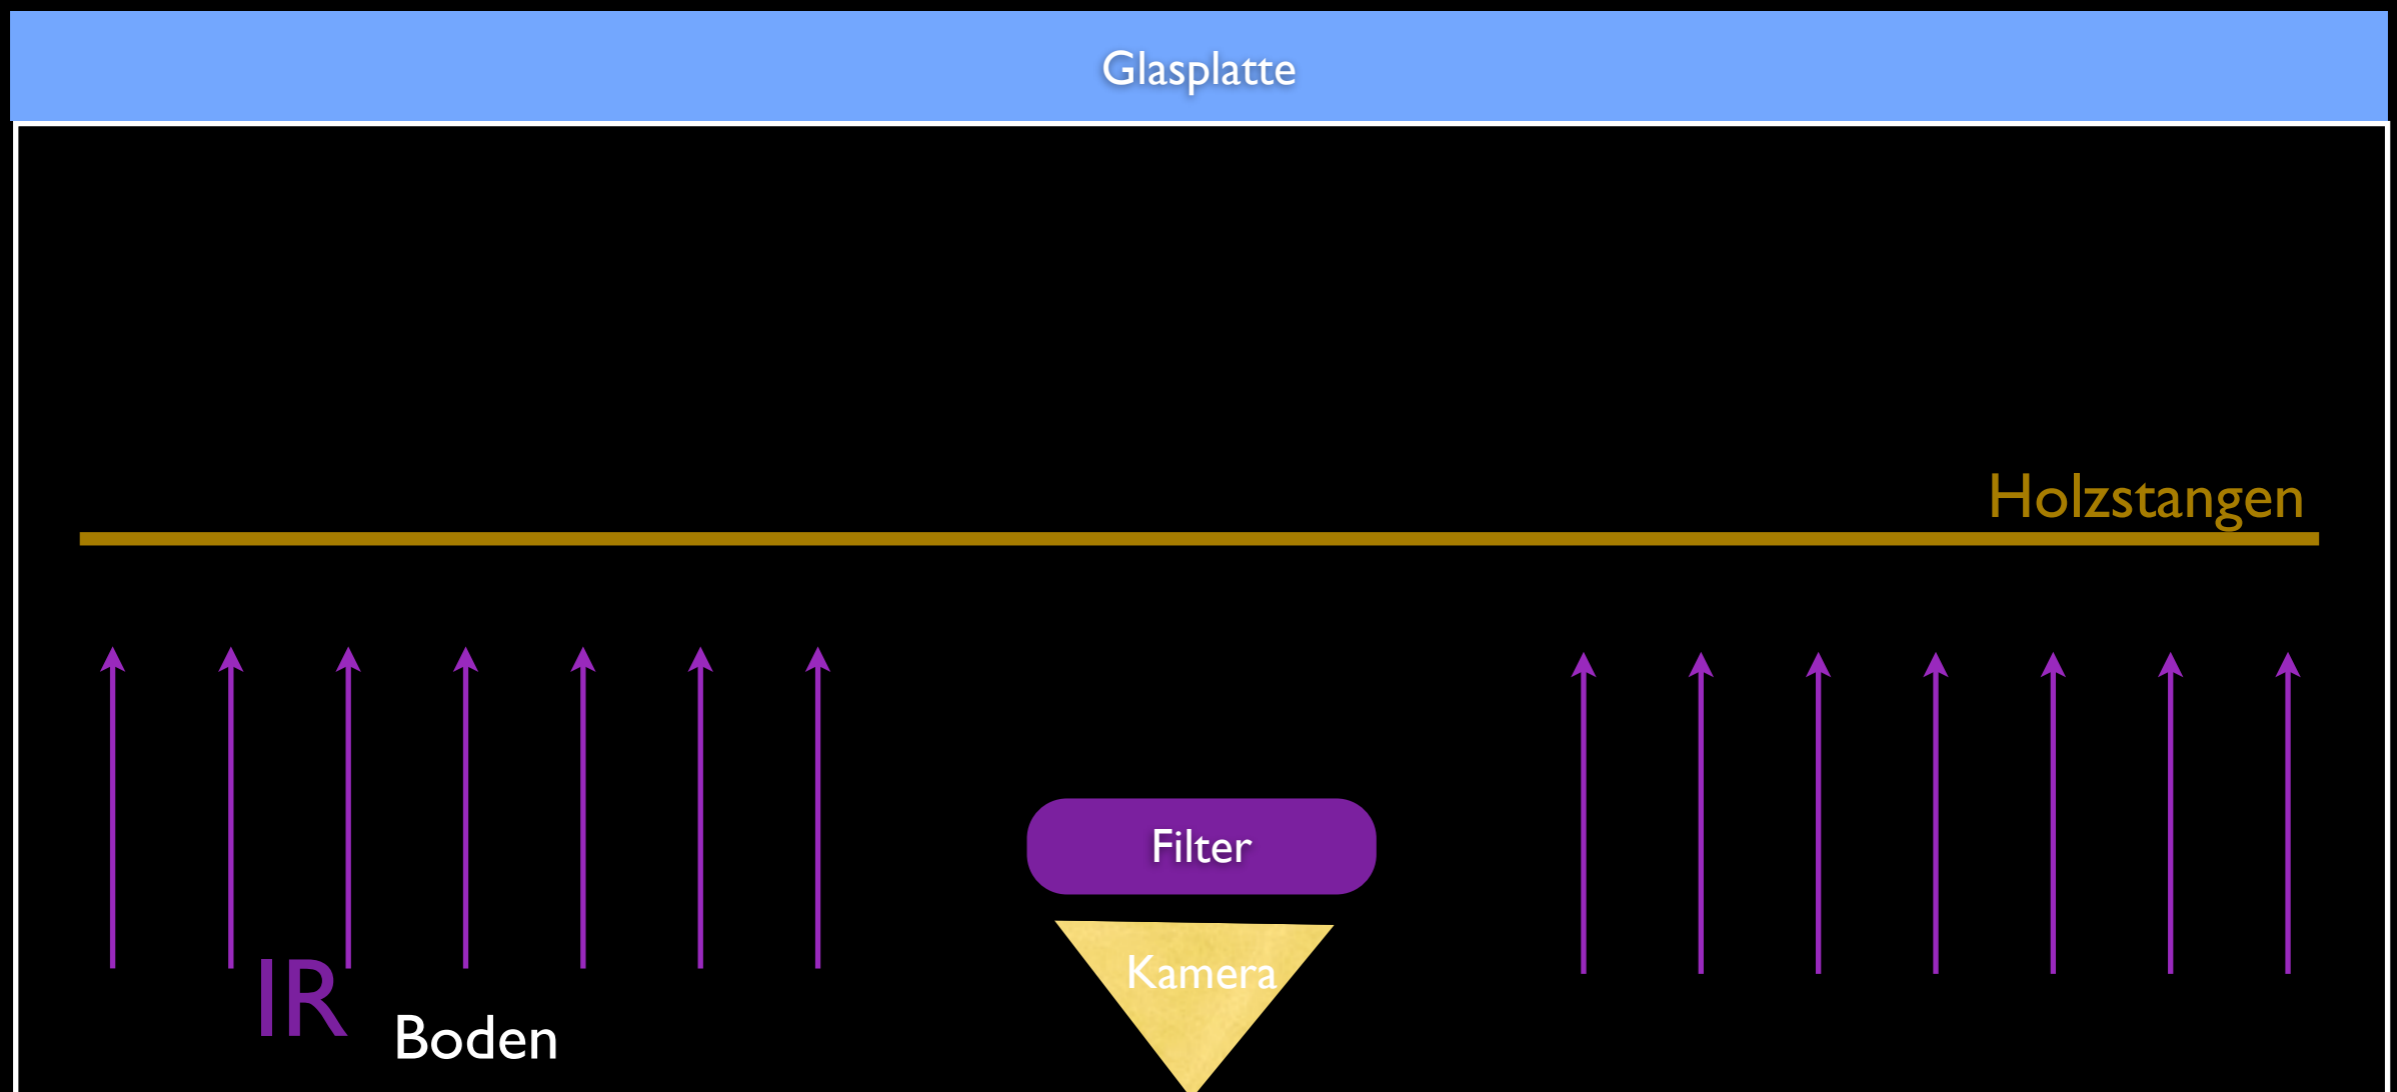 Glasplatte
Holzstangen
Filter
Kamera
IR
Boden